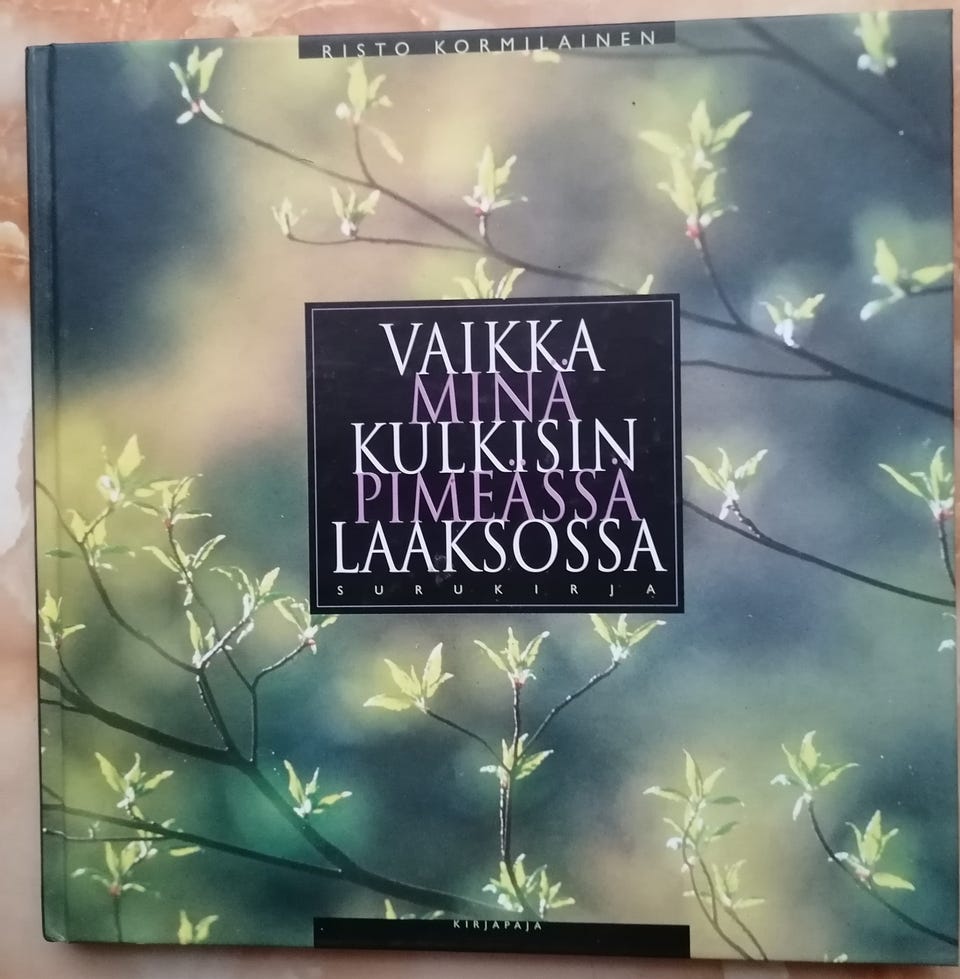 RISTO KORMILAINEN
VAIKKA
MINÄ
KULKISIN
PIMEÄSSÄ
LAAKSOSSA
SURUKIRJA
KIRJAPAJA